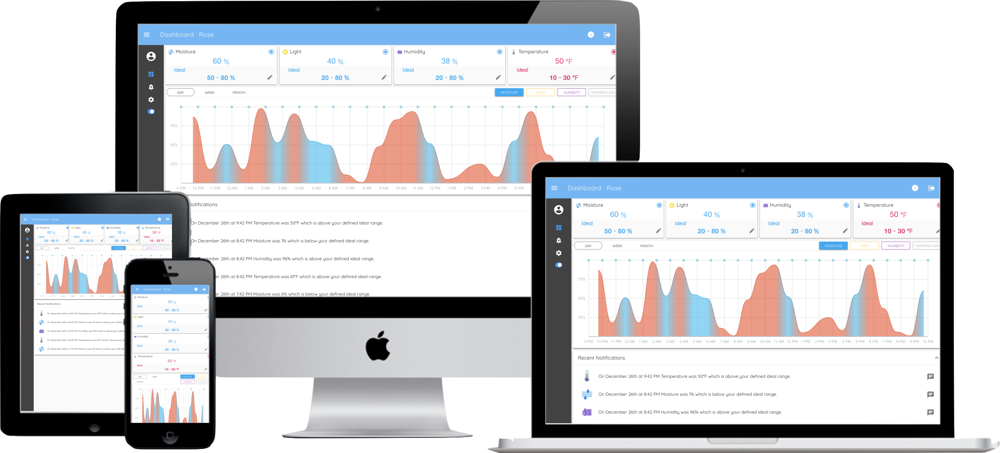 Dashboard : Rose
Moisture
60 %
Ideal
50 - 80 %
Light
40 %
Ideal
20 - 80 %
Humidity
38 %
Ideal
20 - 80 %
Temperature
50 °F
Ideal
10 - 30 °F
DAY WEEK MONTH MOISTURE LIGHT HUMIDITY TEMPERATURE
75%
50%
25%
9 PM 10 PM 11 PM 12 AM 1 AM 2 AM 3 AM 4 AM 5 AM 6 AM 7 AM 8 AM 9 AM 10 AM 11 AM 12 PM 1 PM 2 PM 3 PM 4 PM 5 PM
Notifications
On December 26th at 9:42 PM Temperature was 50°F which is above your defined ideal range.
On December 26th at 8:42 PM Moisture was 1% which is below your defined ideal range.
December 26th at 8:42 PM Humidity was 96% which is above your defined ideal range.
26th at 8:42 PM Temperature was 61°F which is above your defined ideal range.
26th at 7:42 PM Moisture was 6% which is below your defined ideal range.
Dashboard : Rose
Moisture
60 %
Ideal
50 - 80 %
Light
40 %
Ideal
20 - 80 %
Humidity
38 %
Ideal
20 - 80 %
Temperature
50 °F
Ideal
10 - 30 °F
DAY WEEK MONTH MOISTURE LIGHT HUMIDITY TEMPERATURE
75%
50%
25%
9 PM 10 PM 11 PM 12 AM 1 AM 2 AM 3 AM 4 AM 5 AM 6 AM 7 AM 8 AM 9 AM 10 AM 11 AM 12 PM 1 PM 2 PM 3 PM 4 PM 5 PM 6 PM 7 PM 8 PM 9 PM 10 PM
Recent Notifications
On December 26th at 9:42 PM Temperature was 50°F which is above your defined ideal range.
On December 26th at 8:42 PM Moisture was 1% which is below your defined ideal range.
On December 26th at 8:42 PM Humidity was 96% which is above your defined ideal range.
Dashboard : Rose
Moisture
60 %
Ideal
50 - 80 %
Light
40 %
Ideal
20 - 80 %
Humidity
38 %
Ideal
20 - 80 %
Temperature
50 °F
Ideal
10 - 30 °F
DAY WEEK MONTH MOISTURE LIGHT HUMIDITY TEMPERATURE
75%
50%
25%
Recent Notifications
On December 26th at 9:42 PM Temperature was 50°F which is above your
On December 26th at 8:42 PM Moisture was 1% which is below your defined
On December 26th at 8:42 PM Humidity was 96% which is above your defined
On December 26th at 8:42 PM Temperature was 61°F which is above your
On December 26th at 7:42 PM Moisture was 6% which is below your defined
Dashboard : Rose
Moisture
60 %
Ideal
50 - 80 %
Light
40 %
Ideal
20 - 80 %
Humidity
38 %
Ideal
20 - 80 %
Temperature
50 °F
Ideal
10 - 30 °F
DAY WEEK MOISTURE LIGHT
MONTH HUMIDITY TEMPERATURE
75%
50%
25%